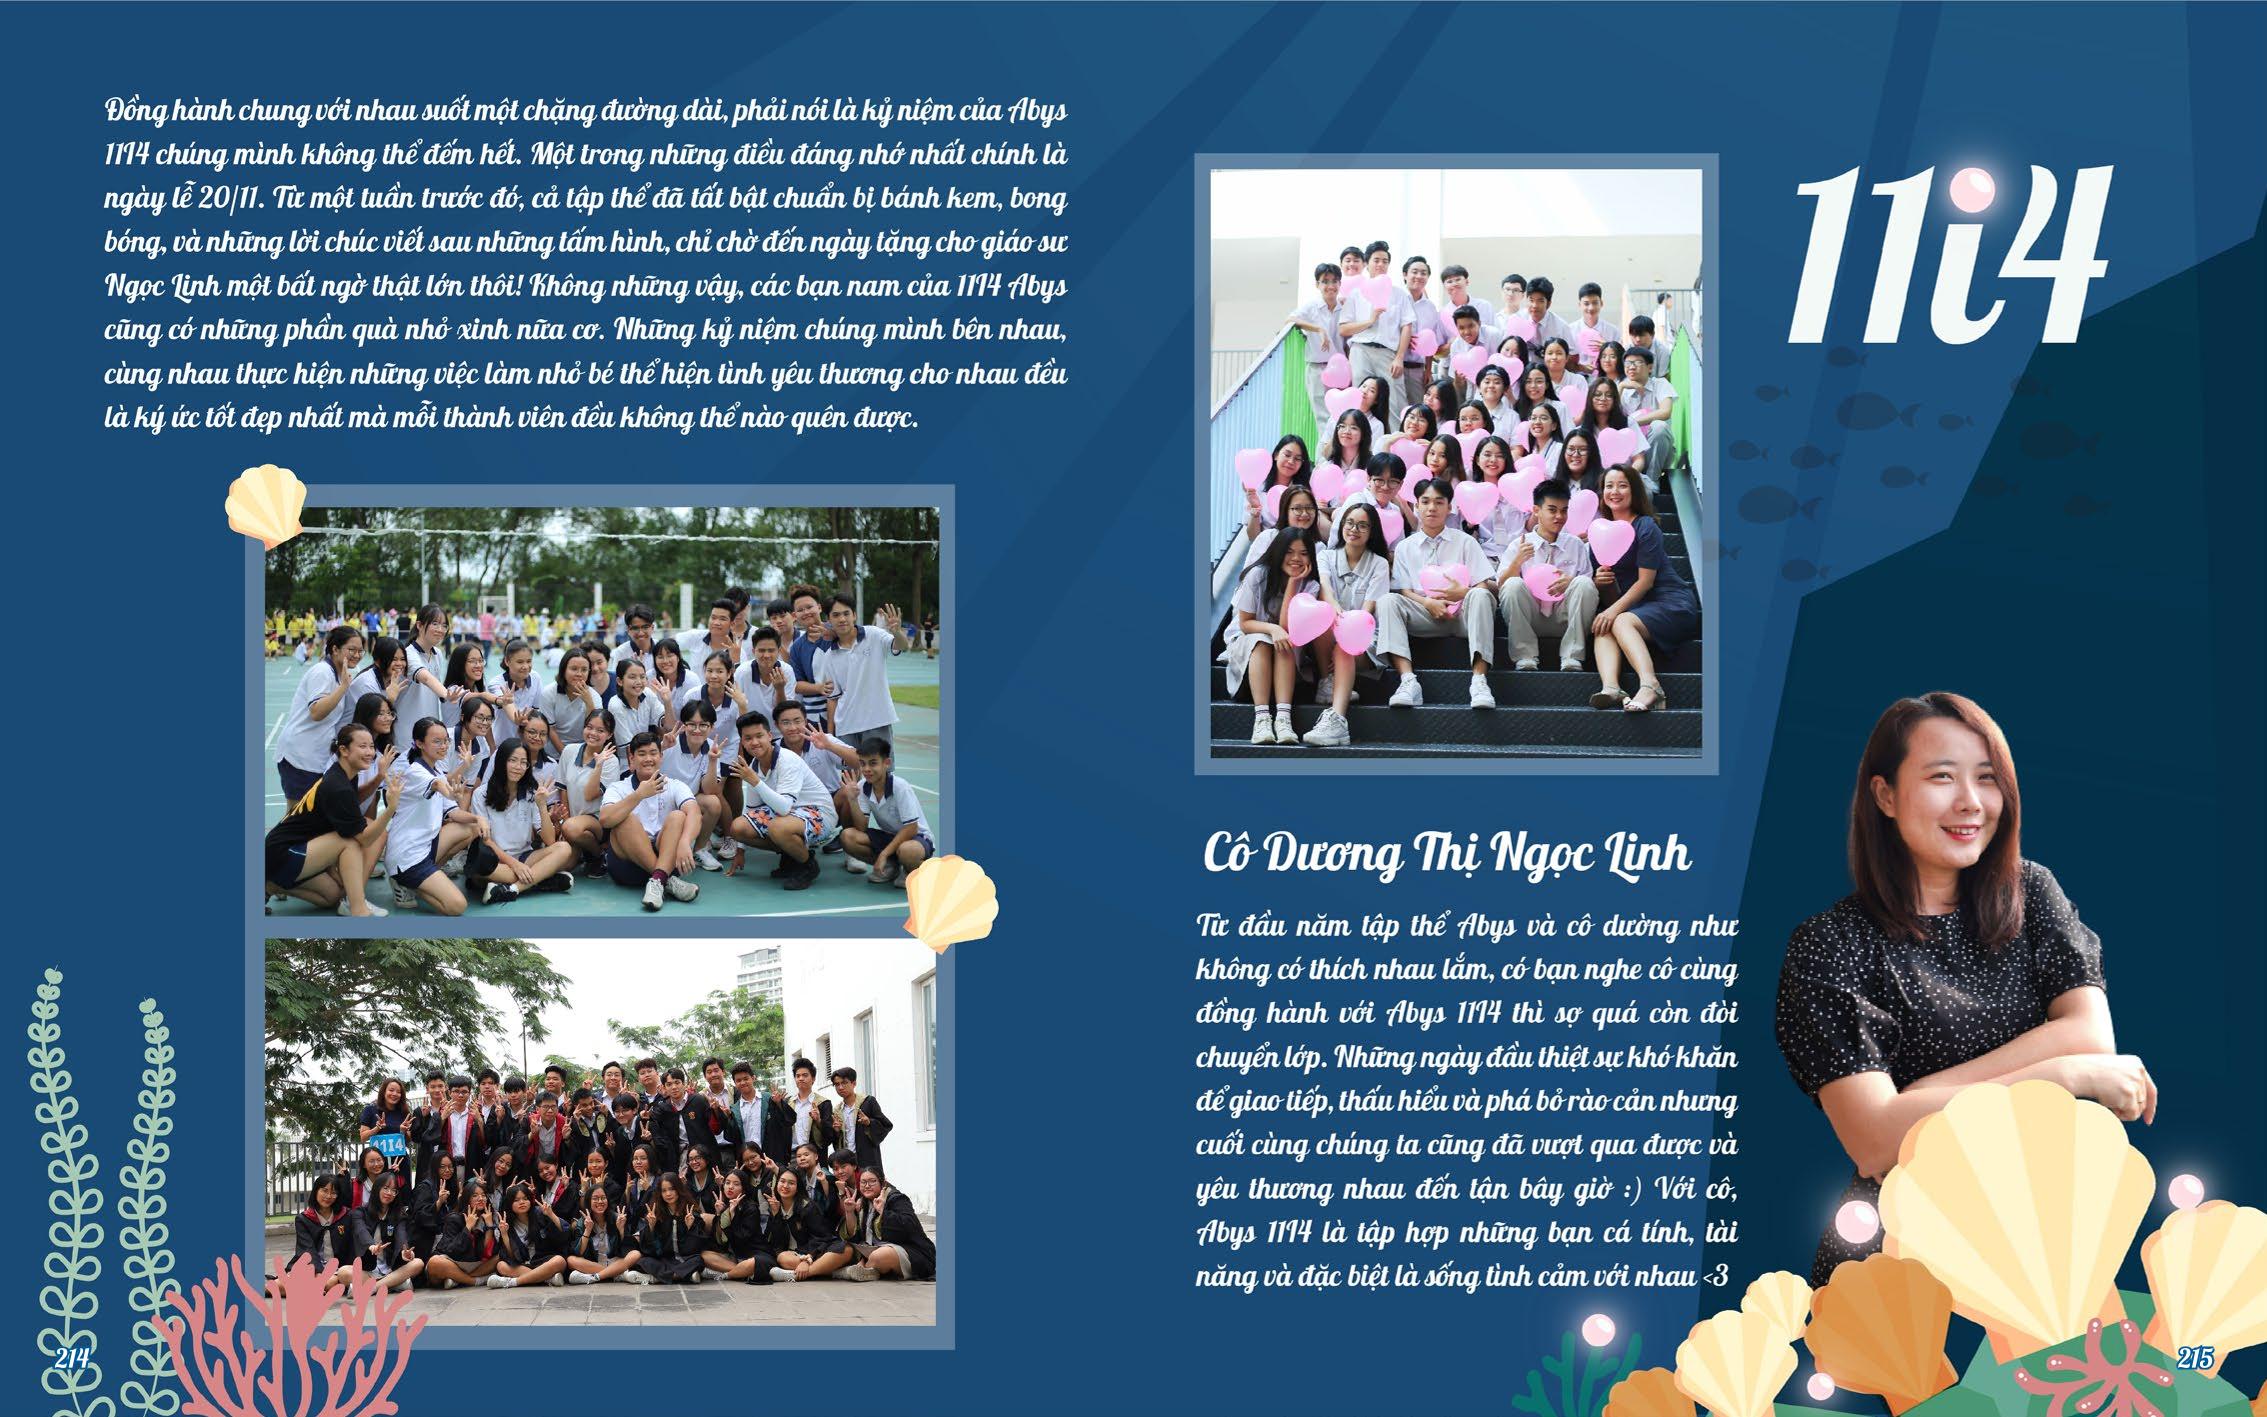 Đồng hành chung với nhau suốt một chặng đường dài, phải nói là kỷ niệm của Abys
11I4 chúng mình không thể đếm hết. Một trong những điều đáng nhớ nhất chính là
ngày lễ 20/11. Từ một tuần trước đó, cả tập thể đã tất bật chuẩn bị bánh kem, bong
bóng, và những lời chúc viết sau những tấm hình, chỉ chờ đến ngày tặng cho giáo sư
Ngọc Linh một bất ngờ thật lớn thôi! Không những vậy, các bạn nam của 11I4 Abys
cũng có những phần quà nhỏ xinh nữa cơ. Những kỷ niệm chúng mình bên nhau,
cùng nhau thực hiện những việc làm nhỏ bé thể hiện tình yêu thương cho nhau đều
là ký ức tốt đẹp nhất mà mỗi thành viên đều không thể nào quên được.
11I4
214
11i4
Cô Dương Thị Ngọc Linh
Từ đầu năm tập thể Abys và cô dường như
không có thích nhau lắm, có bạn nghe cô cùng
đồng hành với Abys 11I4 thì sợ quá còn đòi
chuyển lớp. Những ngày đầu thiệt sự khó khăn
để giao tiếp, thấu hiểu và phá bỏ rào cản nhưng
cuối cùng chúng ta cũng đã vượt qua được và
yêu thương nhau đến tận bây giờ :) Với cô,
Abys 11I4 là tập hợp những bạn cá tính, tài
năng và đặc biệt là sống tình cảm với nhau <3
215